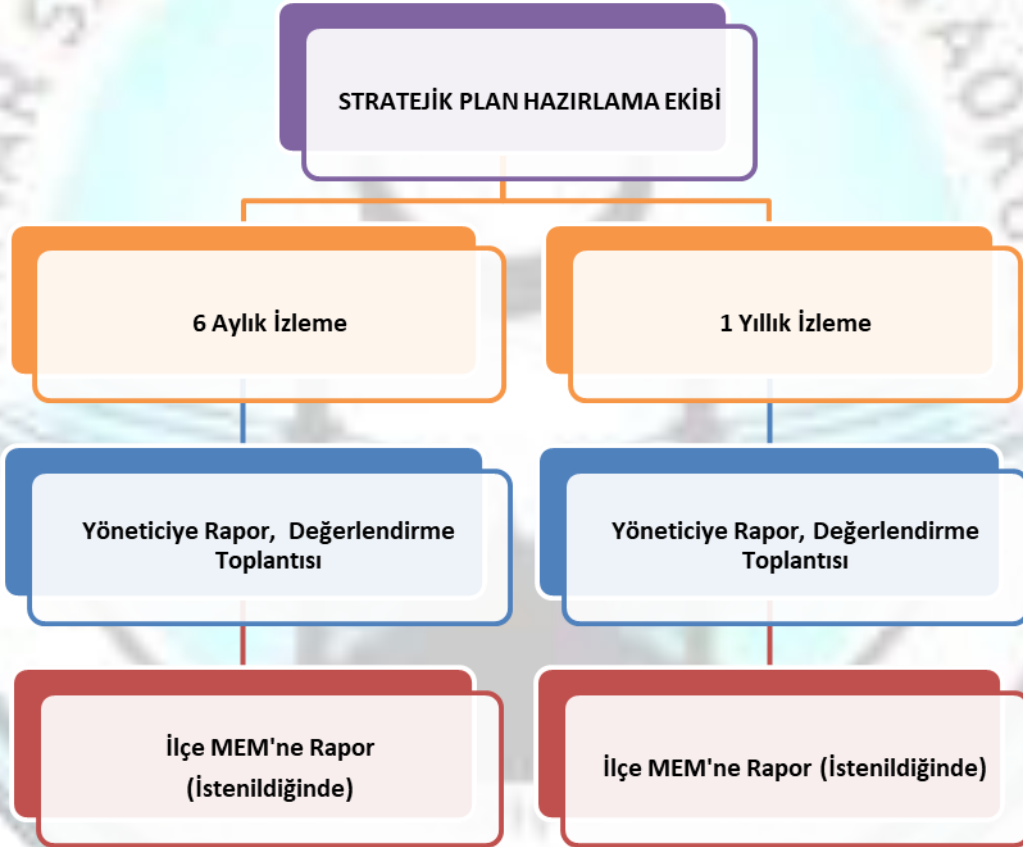 STRATEJİK PLAN HAZIRLAMA EKİBİ
6 Aylık İzleme
1 Yıllık İzleme
Yöneticiye Rapor,  Değerlendirme
Toplantısı
Yöneticiye Rapor, Değerlendirme
Toplantısı
İlçe MEM'ne Rapor
(İstenildiğinde)
İlçe MEM'ne Rapor (İstenildiğinde)